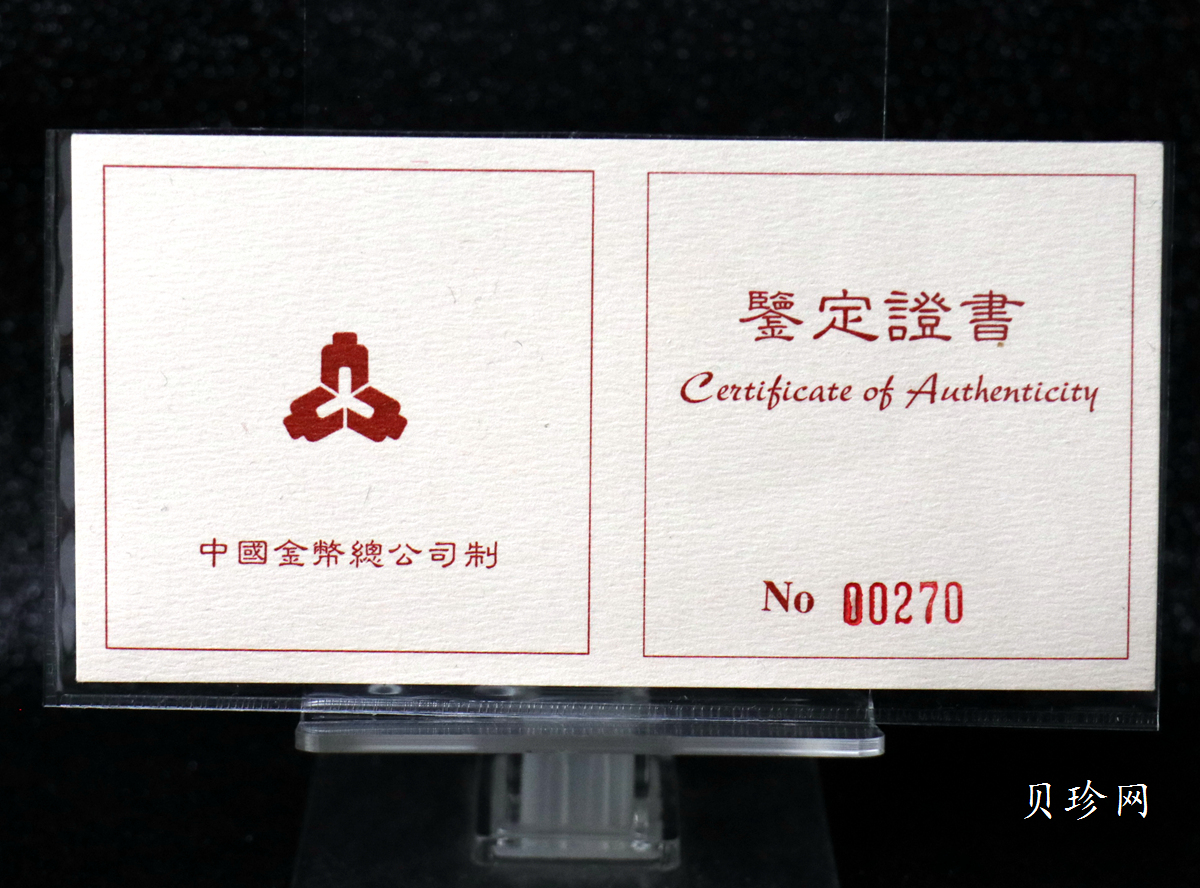 中國金幣總公司制
鑒定證書
Certificate of Authenticity
No 00270
贝珍网